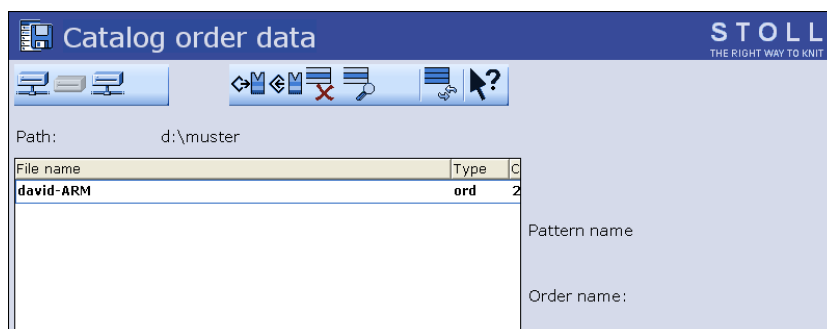 Catalog order data
STOLL
THE RIGHT WAY TO KNIT
?
Path: d:\muster
File name Type C
david-ARM ord 2
Pattern name
Order name: